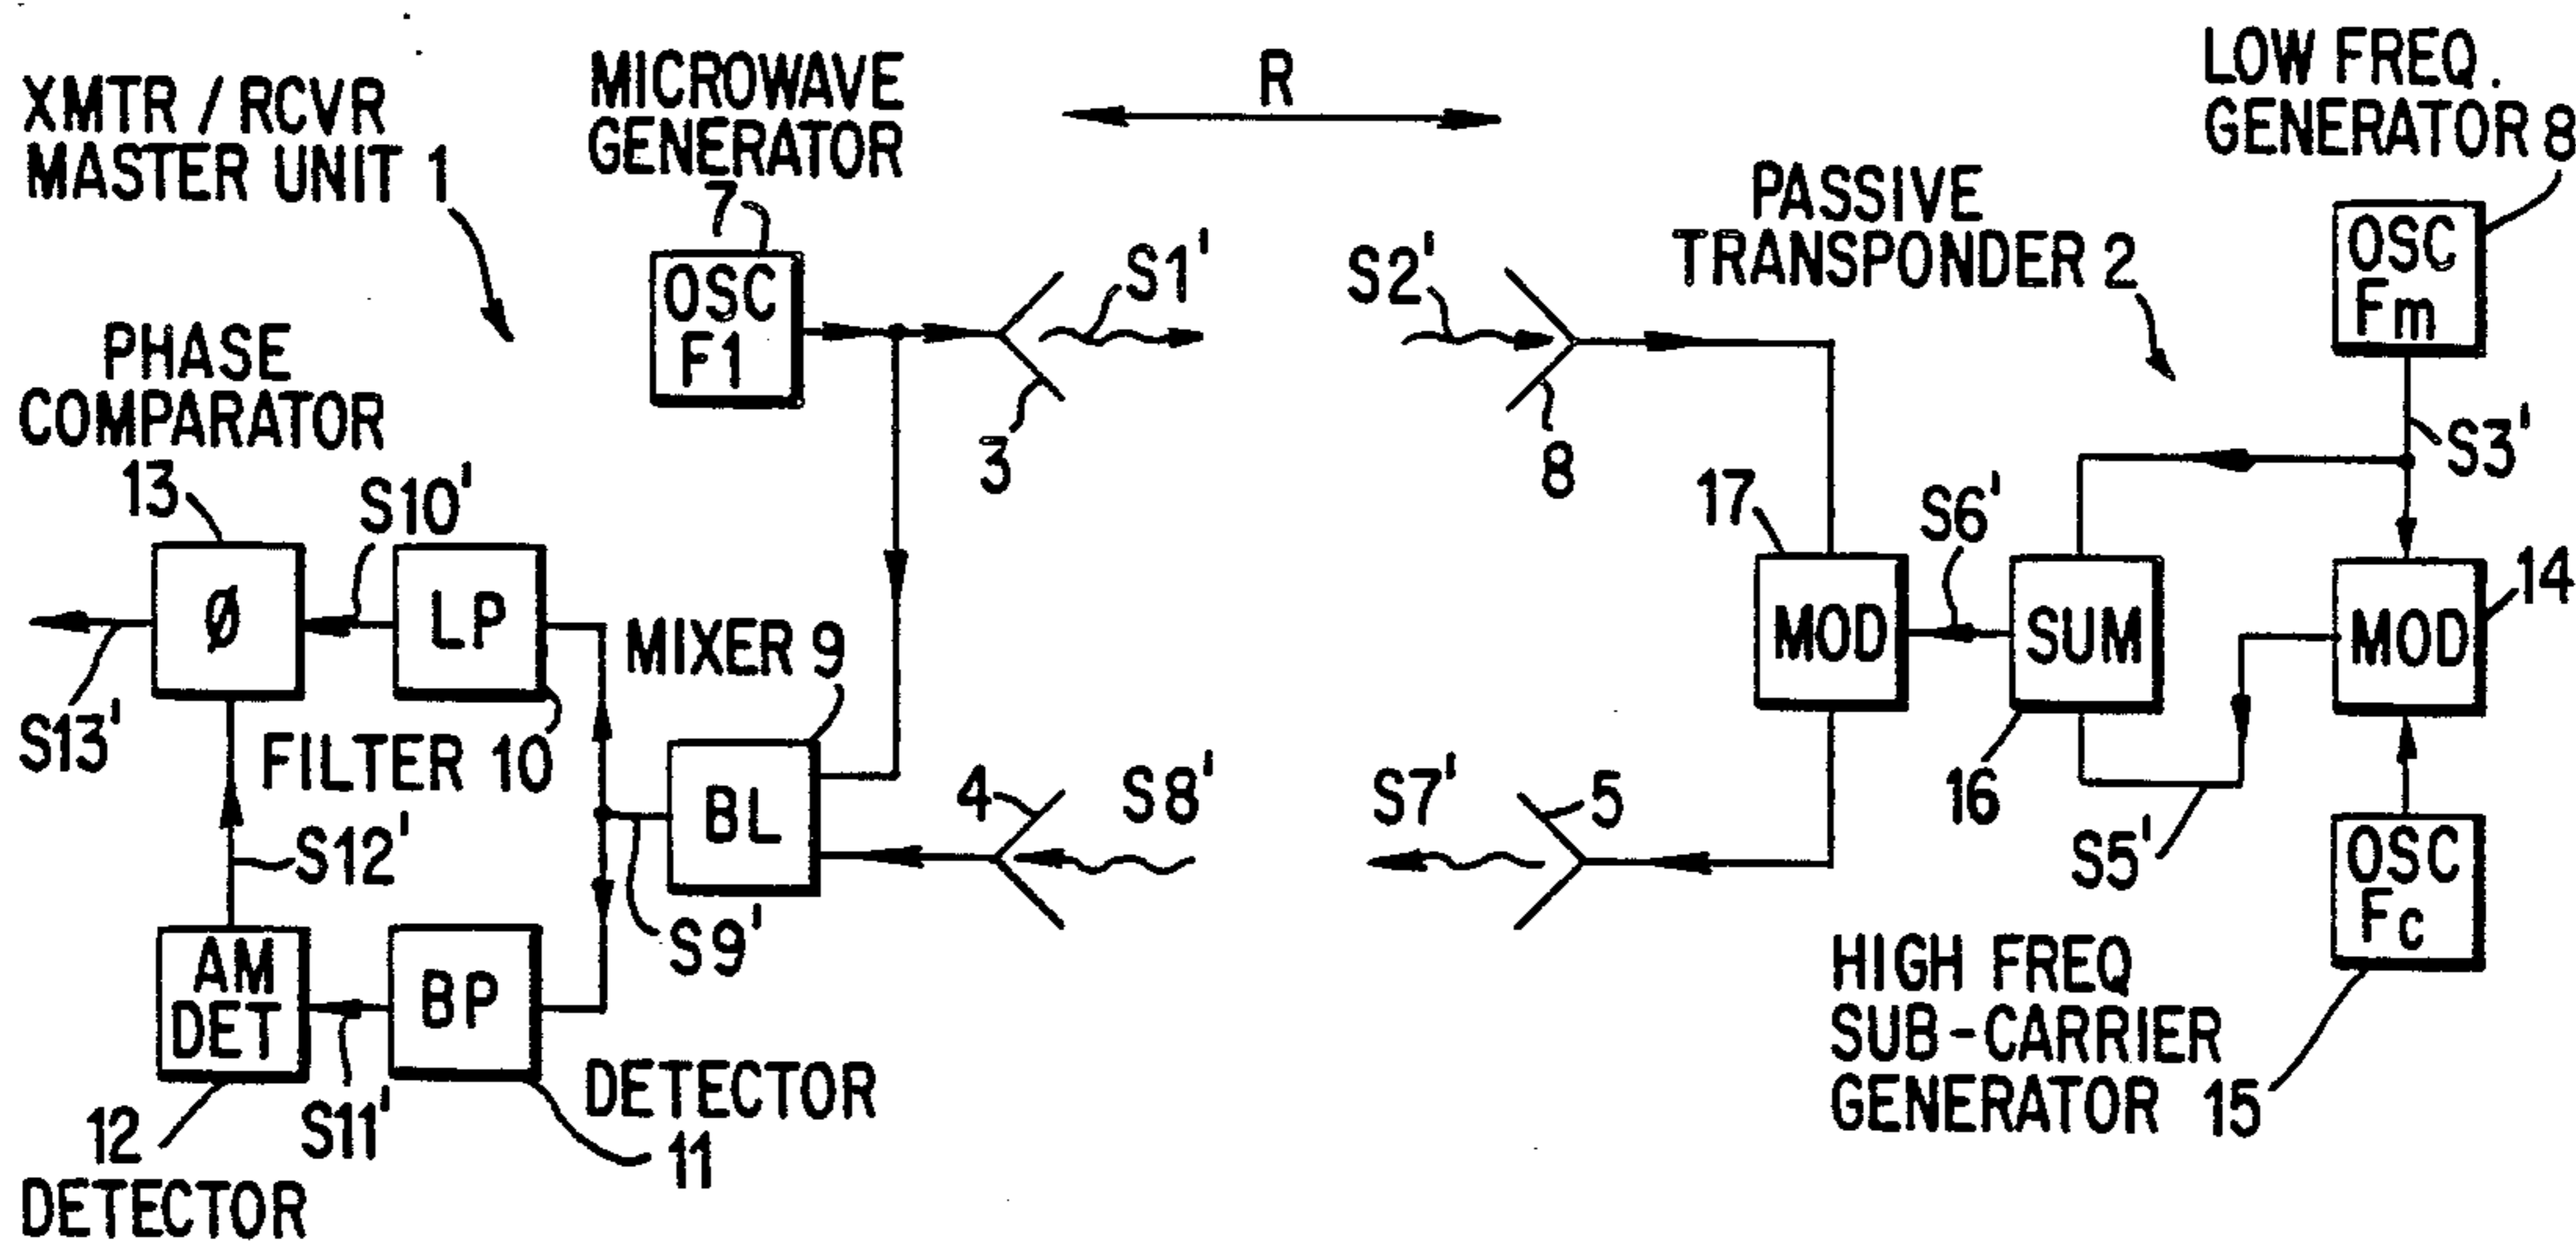 XMTR / RCVR
MASTER UNIT 1
MICROWAVE
GENERATOR
7
OSC
F1
R
S1'
3
S2'
8
PASSIVE
TRANSPONDER 2
LOW FREQ.
GENERATOR 8
OSC
Fm
S3'
PHASE
COMPARATOR
13
Ø
S10'
LP
FILTER 10
S13'
MIXER 9
BL
S9'
4
S8'
S12'
AM
DET
S11'
BP
12
DETECTOR
DETECTOR
11
17
MOD
S6'
SUM
16
MOD
14
S7'
5
S5'
OSC
Fc
HIGH FREQ
SUB-CARRIER
GENERATOR 15